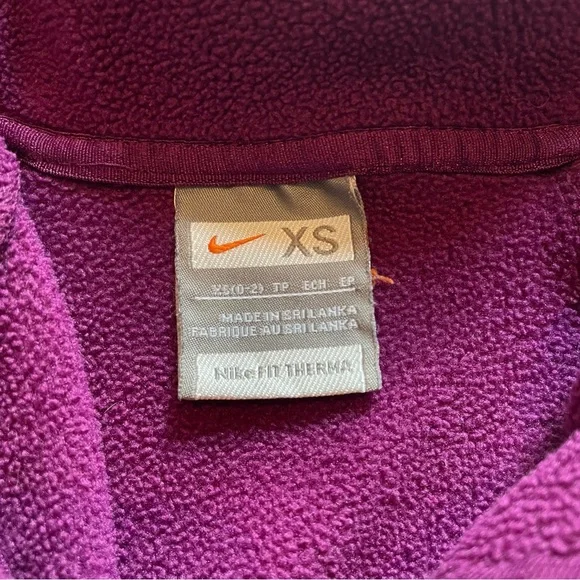 XS
XS(0-2) TP ECH EP
MADE IN SRI LANKA
FABRIQUE AU SRI LANKA
NIKE FIT THERMA